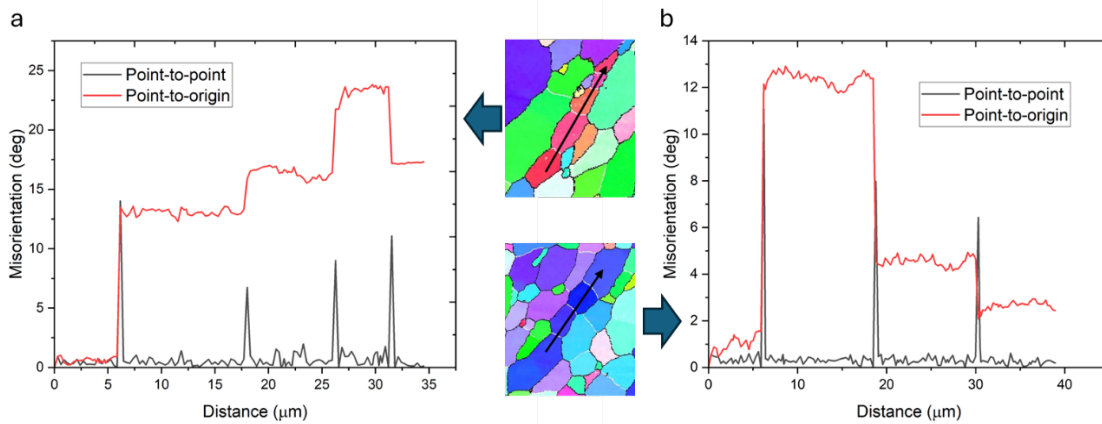 a
25
20
15
10
5
0
0 5 10 15 20 25 30 35
Misorientation (deg)
Distance (μm)
Point-to-point
Point-to-origin
b
14
12
10
8
6
4
2
0
0 10 20 30 40
Misorientation (deg)
Distance (μm)
Point-to-point
Point-to-origin